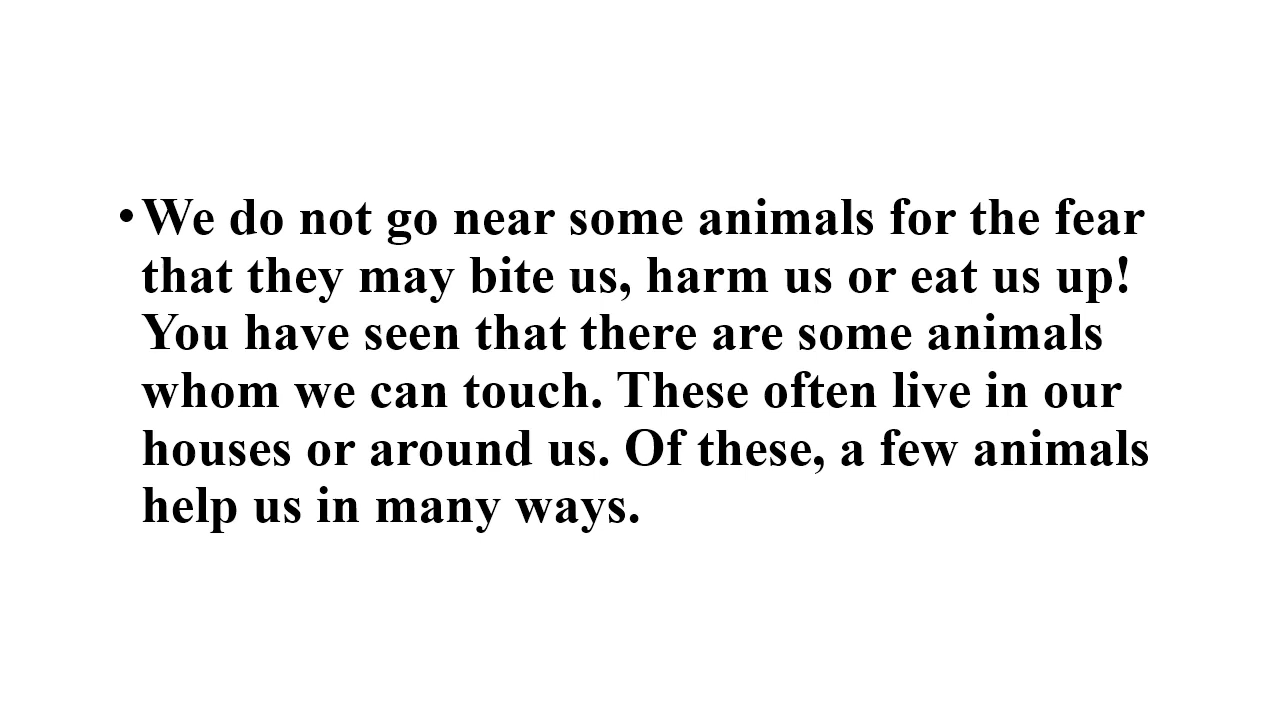 •We do not go near some animals for the fear
that they may bite us, harm us or eat us up!
You have seen that there are some animals
whom we can touch. These often live in our
houses or around us. Of these, a few animals
help us in many ways.